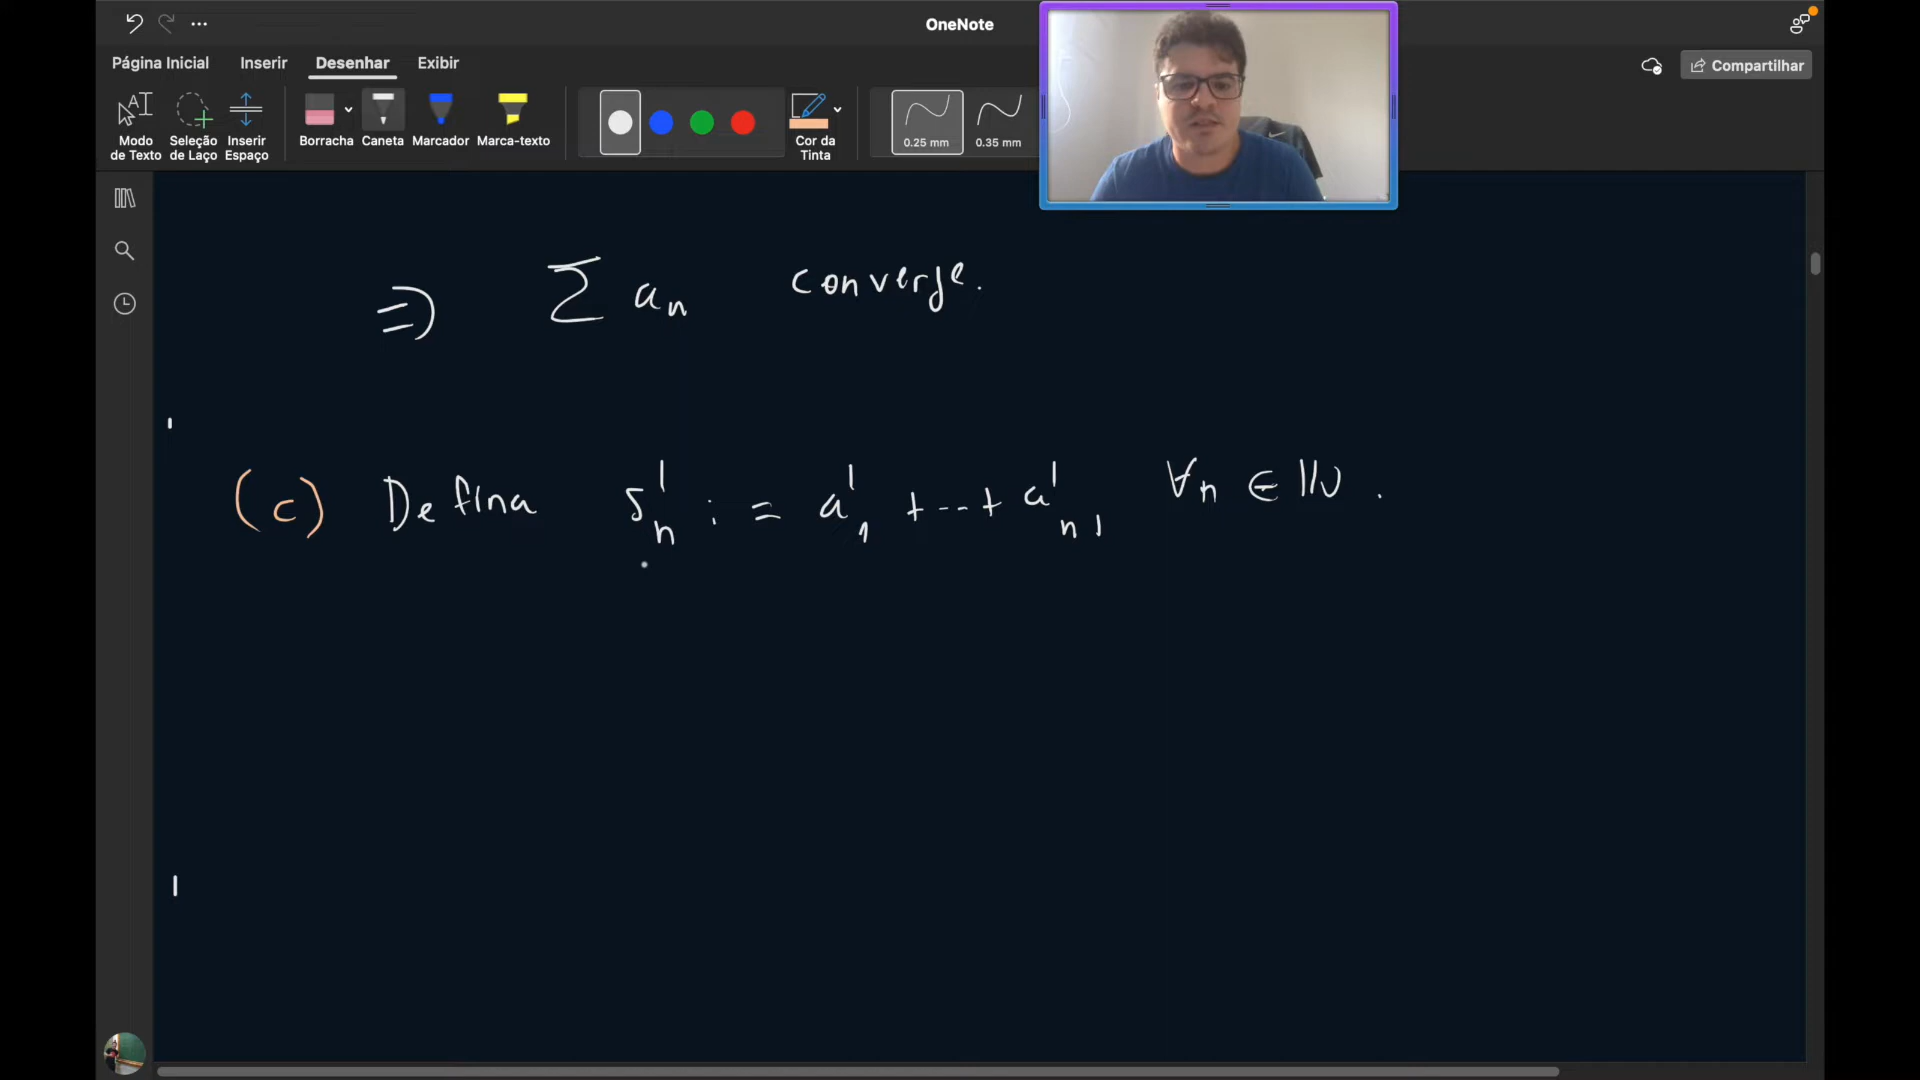 OneNote
Página Inicial Inserir Desenhar Exibir
Compartilhar
Modo de Texto
Seleção de Laço
Inserir Espaço
Borracha
Caneta
Marcador
Marca-texto
Cor da Tinta
0.25 mm
0.35 mm
⇒ ∑ aₙ converge.
(c) Defina s'ₙ := a'₁ + ... + a'ₙ, ∀n ∈ ℕ.